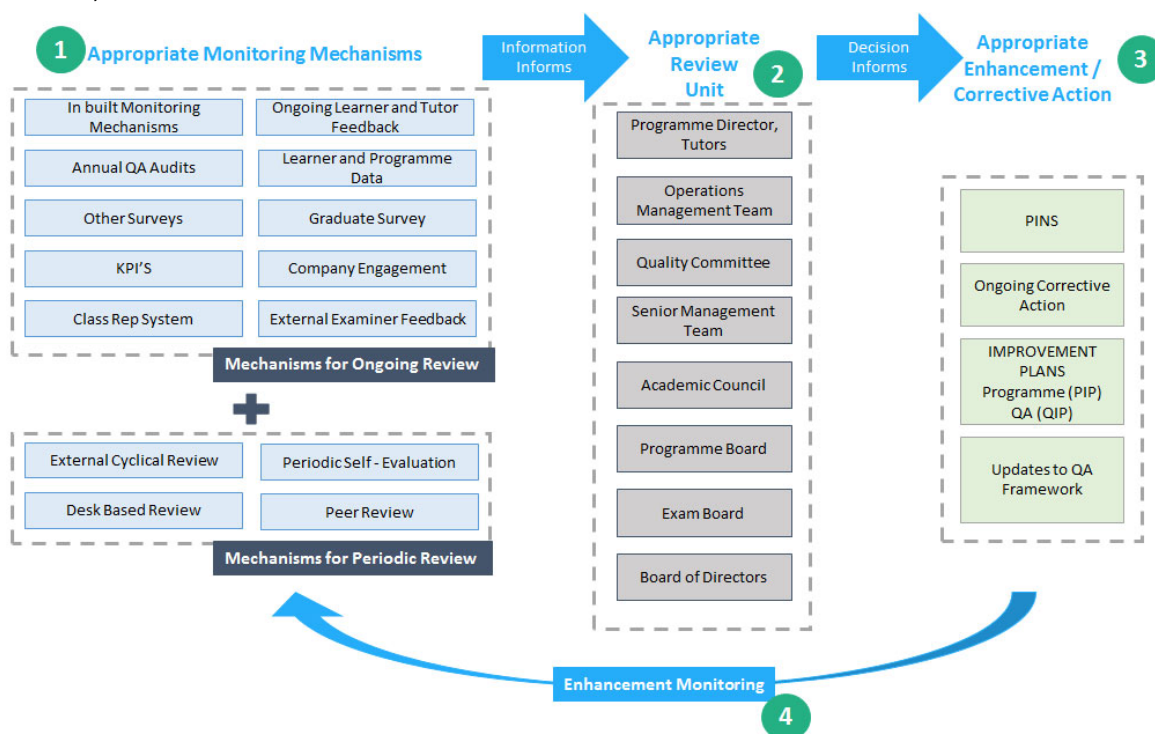 1
Appropriate Monitoring Mechanisms
Information
Informs
Appropriate
Review
Unit
2
Decision
Informs
Appropriate
Enhancement /
Corrective Action
3
In built Monitoring
Mechanisms
Ongoing Learner and Tutor
Feedback
Annual QA Audits
Learner and Programme
Data
Other Surveys
Graduate Survey
KPI'S
Company Engagement
Class Rep System
External Examiner Feedback
Mechanisms for Ongoing Review
External Cyclical Review
Periodic Self - Evaluation
Desk Based Review
Peer Review
Mechanisms for Periodic Review
Programme Director,
Tutors
Operations
Management Team
Quality Committee
Senior Management
Team
Academic Council
Programme Board
Exam Board
Board of Directors
PINS
Ongoing Corrective
Action
IMPROVEMENT
PLANS
Programme (PIP)
QA (QIP)
Updates to QA
Framework
Enhancement Monitoring
4